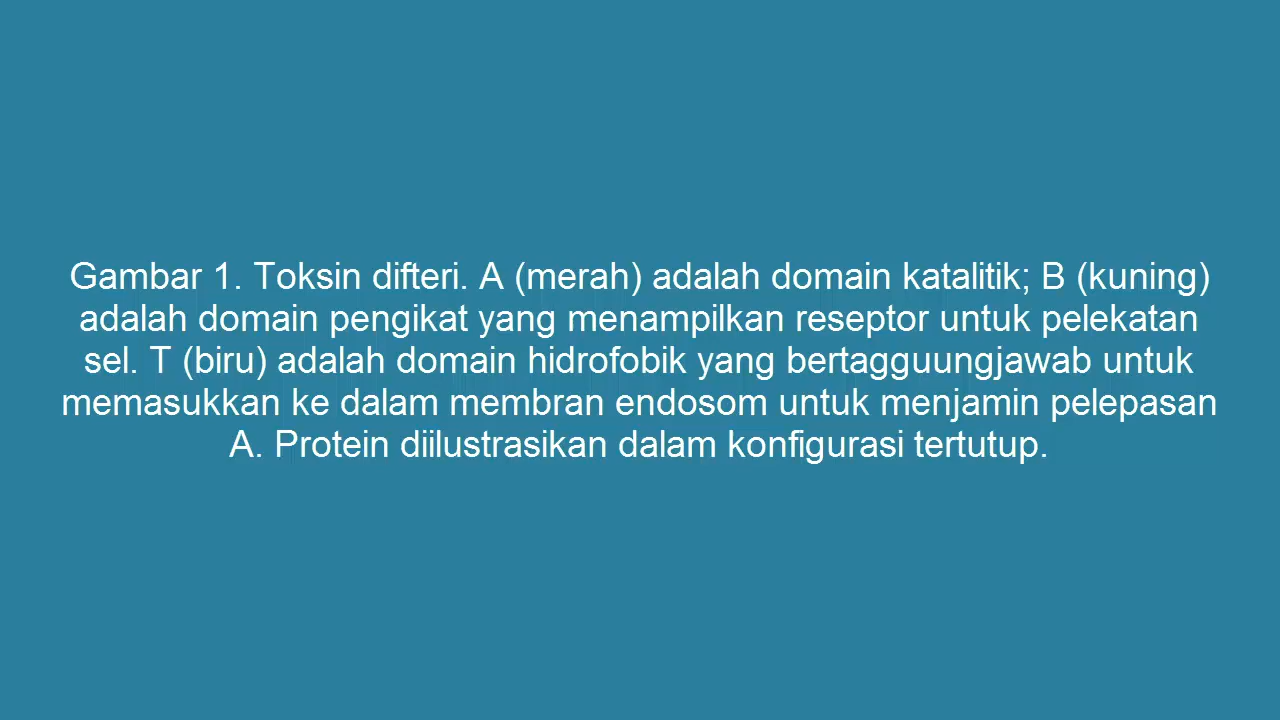 Gambar 1. Toksin difteri. A (merah) adalah domain katalitik; B (kuning)
adalah domain pengikat yang menampilkan reseptor untuk pelekatan
sel. T (biru) adalah domain hidrofobik yang bertagguungjawab untuk
memasukkan ke dalam membran endosom untuk menjamin pelepasan
A. Protein diilustrasikan dalam konfigurasi tertutup.